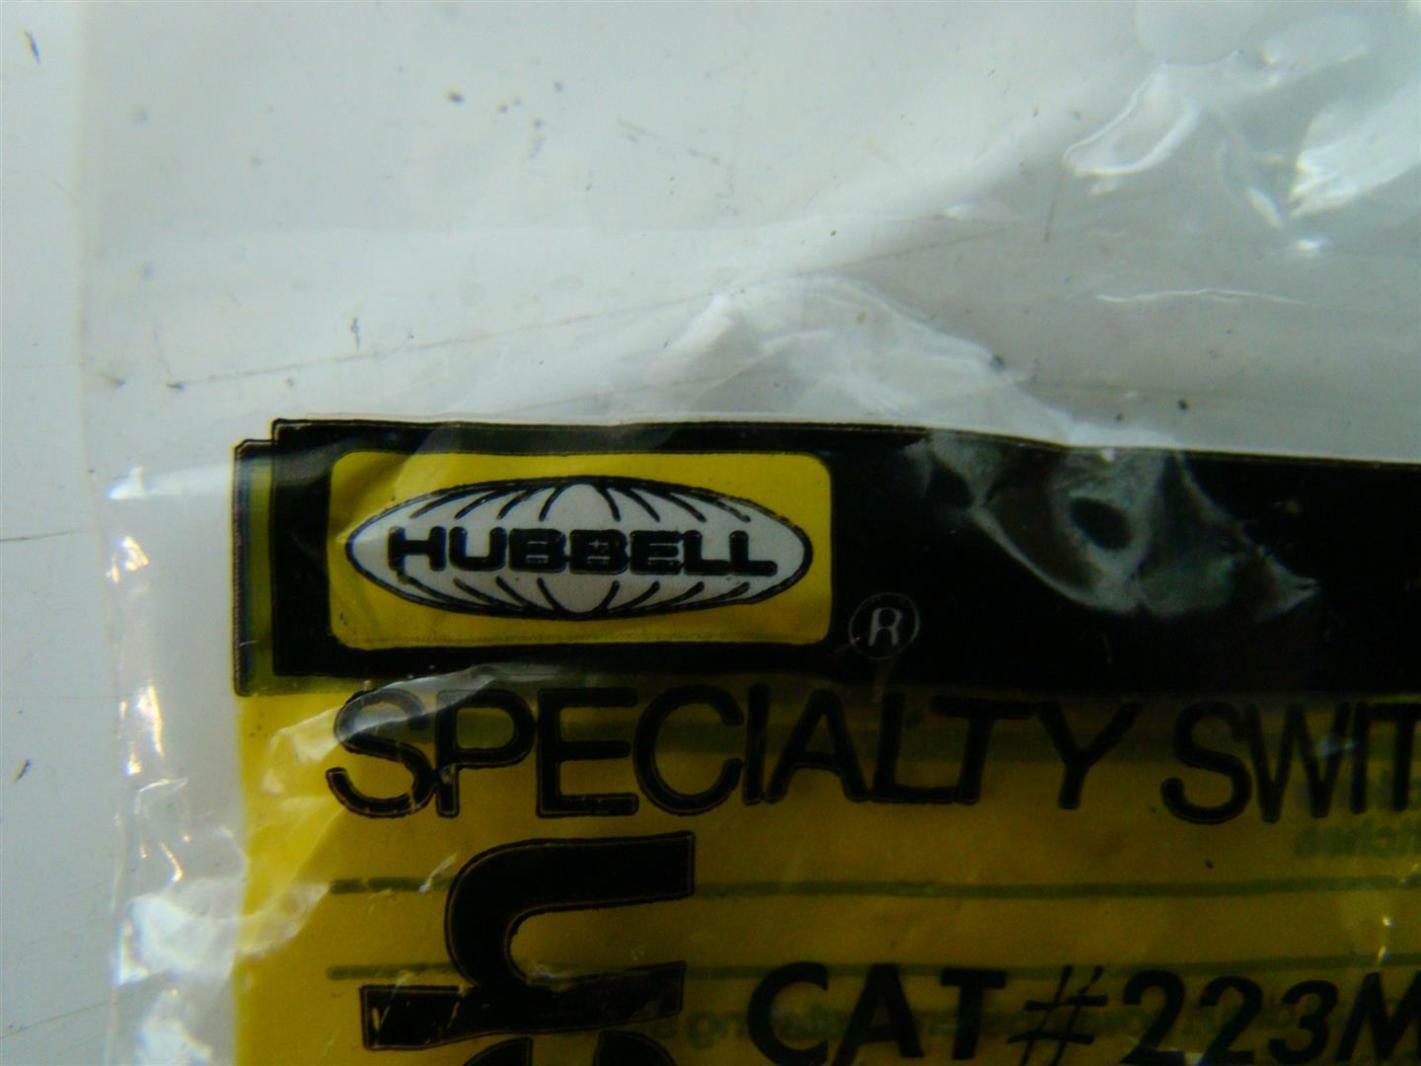 HUBBELL
®
SPECIALTY SWIT
CAT #223M